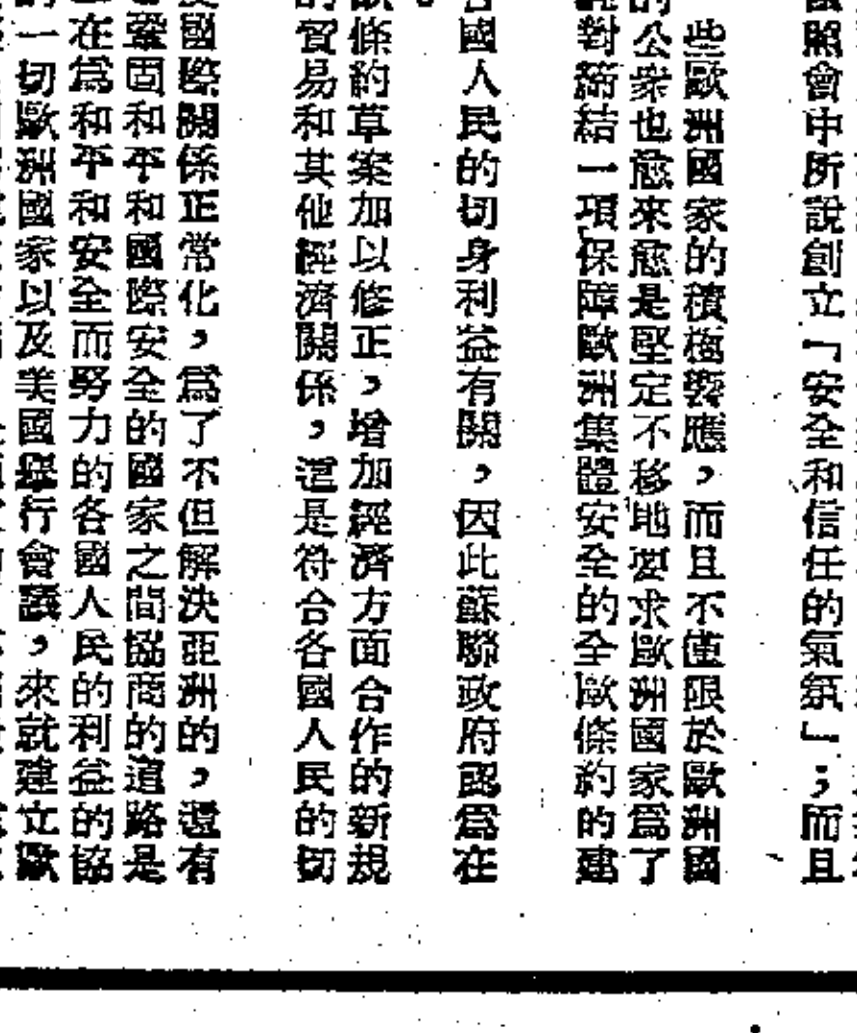 照會中所說創立「安全和信任的氣氛」；而且
些歐洲國家的積極響應，而且不僅限於歐洲國
的公衆也愈來愈是堅定不移地要求歐洲國家爲了
對締結一項保障歐洲集體安全的全歐條約的建
國人民的切身利益有關，因此蘇聯政府認爲在
條約草案加以修正，增加經濟方面合作的新規
的貿易和其他經濟關係，這是符合各國人民的切
國際關係正常化，爲了不但解決亞洲的，還有
鞏固和平和國際安全的國家之間協商的道路是
在爲和平和安全而努力的各國人民的利益的協
一切歐洲國家以及美國舉行會議，來就建立歐